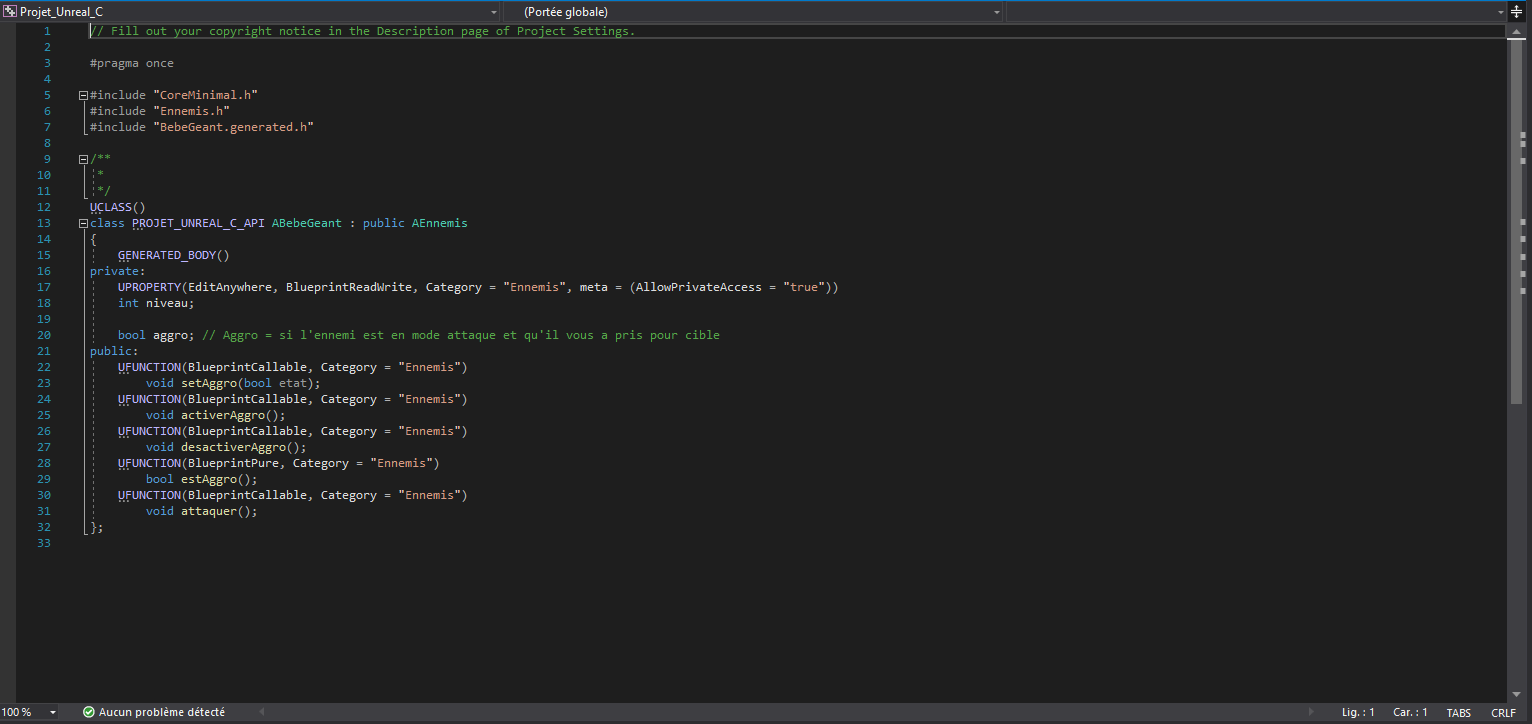 Projet_Unreal_C (Portée globale)
1 // Fill out your copyright notice in the Description page of Project Settings.
2
3 #pragma once
4
5 #include "CoreMinimal.h"
6 #include "Ennemis.h"
7 #include "BebeGeant.generated.h"
8
9 /**
10 *
11 */
12 UCLASS()
13 class PROJET_UNREAL_C_API ABebeGeant : public AEnnemis
14 {
15 GENERATED_BODY()
16 private:
17 UPROPERTY(EditAnywhere, BlueprintReadWrite, Category = "Ennemis", meta = (AllowPrivateAccess = "true"))
18 int niveau;
19
20 bool aggro; // Aggro = si l'ennemi est en mode attaque et qu'il vous a pris pour cible
21 public:
22 UFUNCTION(BlueprintCallable, Category = "Ennemis")
23 void setAggro(bool etat);
24 UFUNCTION(BlueprintCallable, Category = "Ennemis")
25 void activerAggro();
26 UFUNCTION(BlueprintCallable, Category = "Ennemis")
27 void desactiverAggro();
28 UFUNCTION(BlueprintPure, Category = "Ennemis")
29 bool estAggro();
30 UFUNCTION(BlueprintCallable, Category = "Ennemis")
31 void attaquer();
32 };
33
100 % Aucun problème détecté Lig. : 1 Car. : 1 TABS CRLF